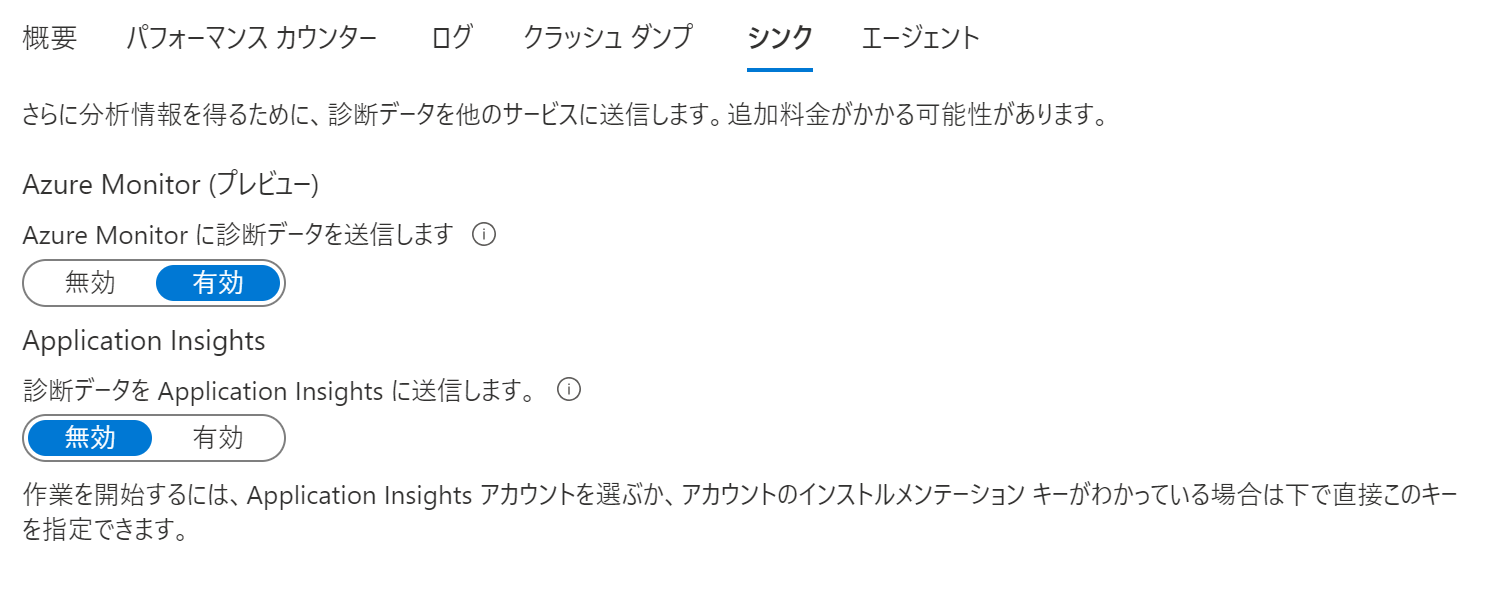 概要 パフォーマンス カウンター ログ クラッシュ ダンプ シンク エージェント
さらに分析情報を得るために、診断データを他のサービスに送信します。追加料金がかかる可能性があります。
Azure Monitor (プレビュー)
Azure Monitor に診断データを送信します
無効 有効
Application Insights
診断データを Application Insights に送信します。
無効 有効
作業を開始するには、Application Insights アカウントを選ぶか、アカウントのインストルメンテーション キーがわかっている場合は下で直接このキー
を指定できます。